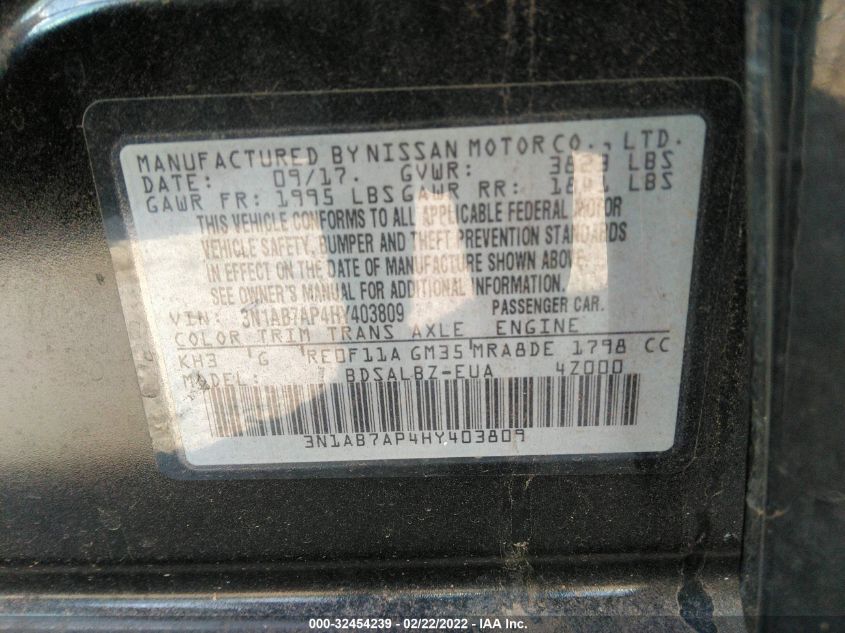 MANUFACTURED BY NISSAN MOTOR CO., LTD.
DATE: 09/17. GVWR: LBS
GAWR FR: 1995 LBS GAWR RR: LBS
THIS VEHICLE CONFORMS TO ALL APPLICABLE FEDERAL MOTOR
VEHICLE SAFETY, BUMPER AND THEFT PREVENTION STANDARDS
IN EFFECT ON THE DATE OF MANUFACTURE SHOWN ABOVE.
SEE OWNER'S MANUAL FOR ADDITIONAL INFORMATION.
VIN: 3N1AB7AP4HY403809 PASSENGER CAR.
COLOR TRIM TRANS AXLE ENGINE
KH3 G RE0F11A GM35 MRA8DE 1798 CC
MODEL: BDSALBZ-EUA 4Z000
3N1AB7AP4HY403809
000-32454239 - 02/22/2022 - IAA, Inc.